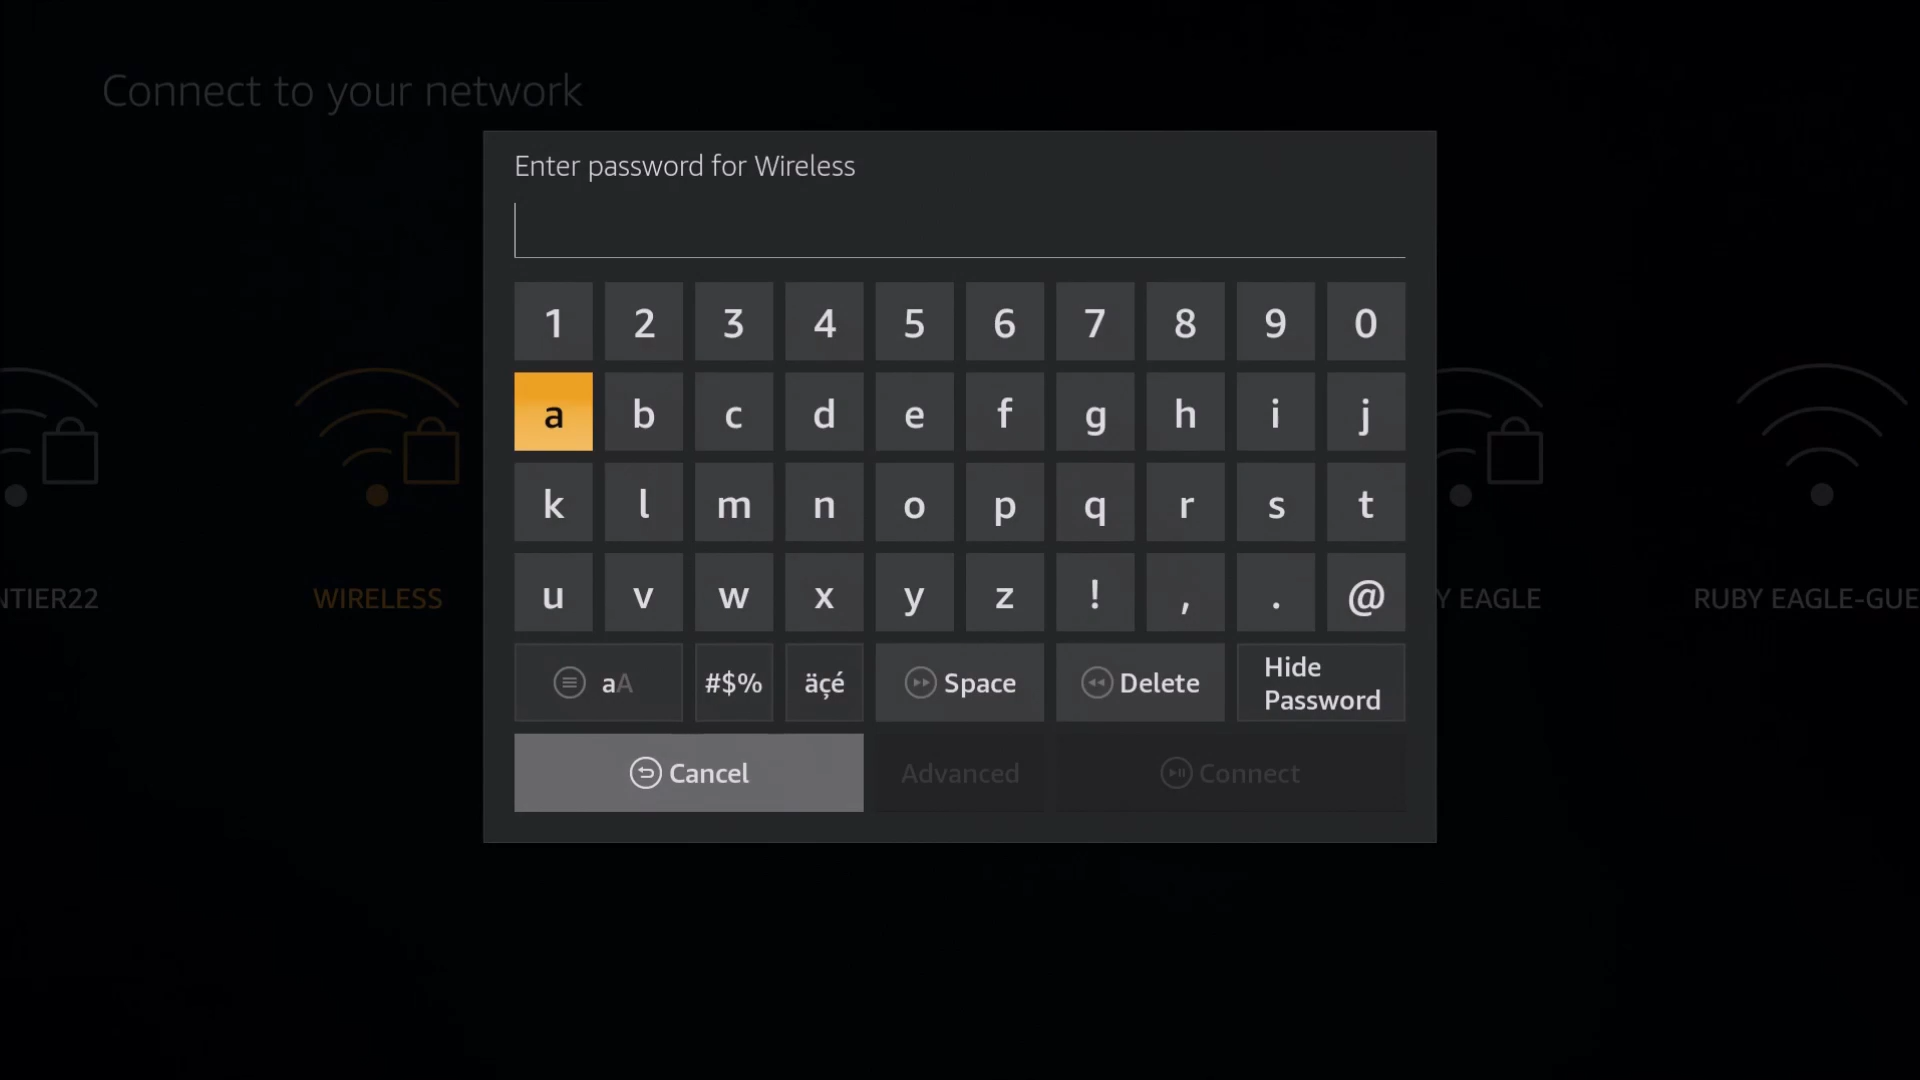 Connect to your network
Enter password for Wireless
1 2 3 4 5 6 7 8 9 0
a b c d e f g h i j
k l m n o p q r s t
u v w x y z ! , . @
NTIER22 WIRELESS Y EAGLE RUBY EAGLE-GUE
aA #$% äçé Space Delete Hide
Password
Cancel Advanced Connect